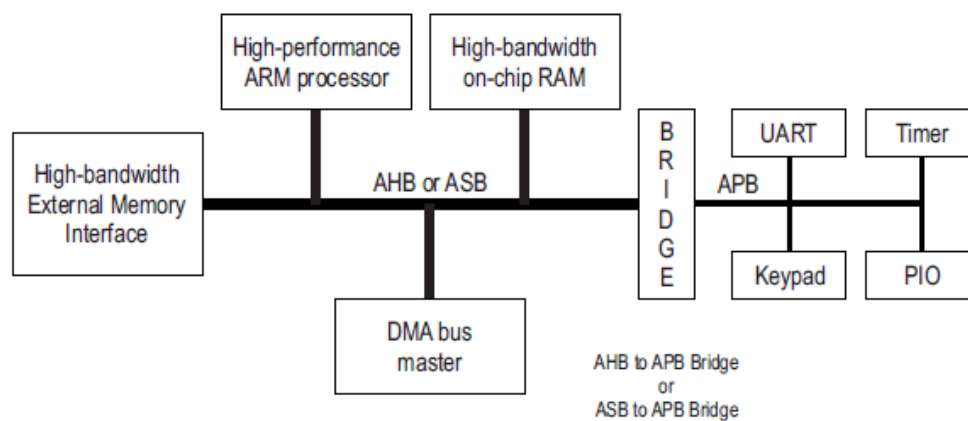 High-performance
ARM processor
High-bandwidth
on-chip RAM
High-bandwidth
External Memory
Interface
AHB or ASB
B
R
I
D
G
E
APB
UART
Timer
Keypad
PIO
DMA bus
master
AHB to APB Bridge
or
ASB to APB Bridge